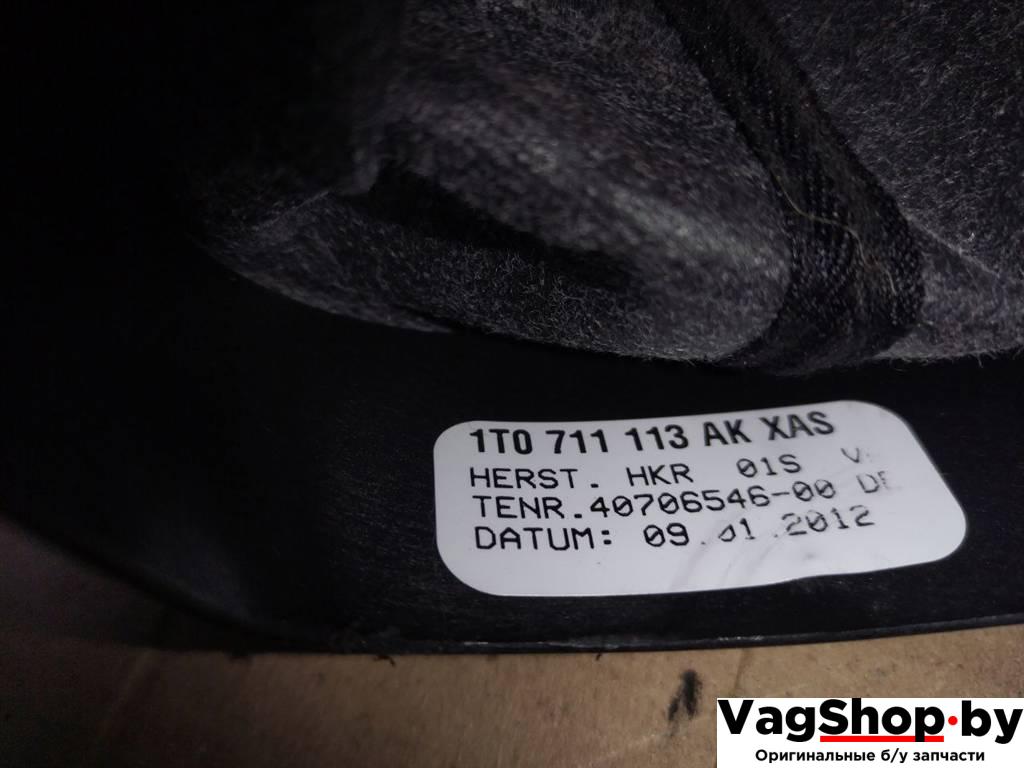 1T0 711 113 AK XAS
HERST. HKR 01S
TENR.40706546-00 DE
DATUM: 09.01.2012
VagShop.by
Оригинальные б/у запчасти